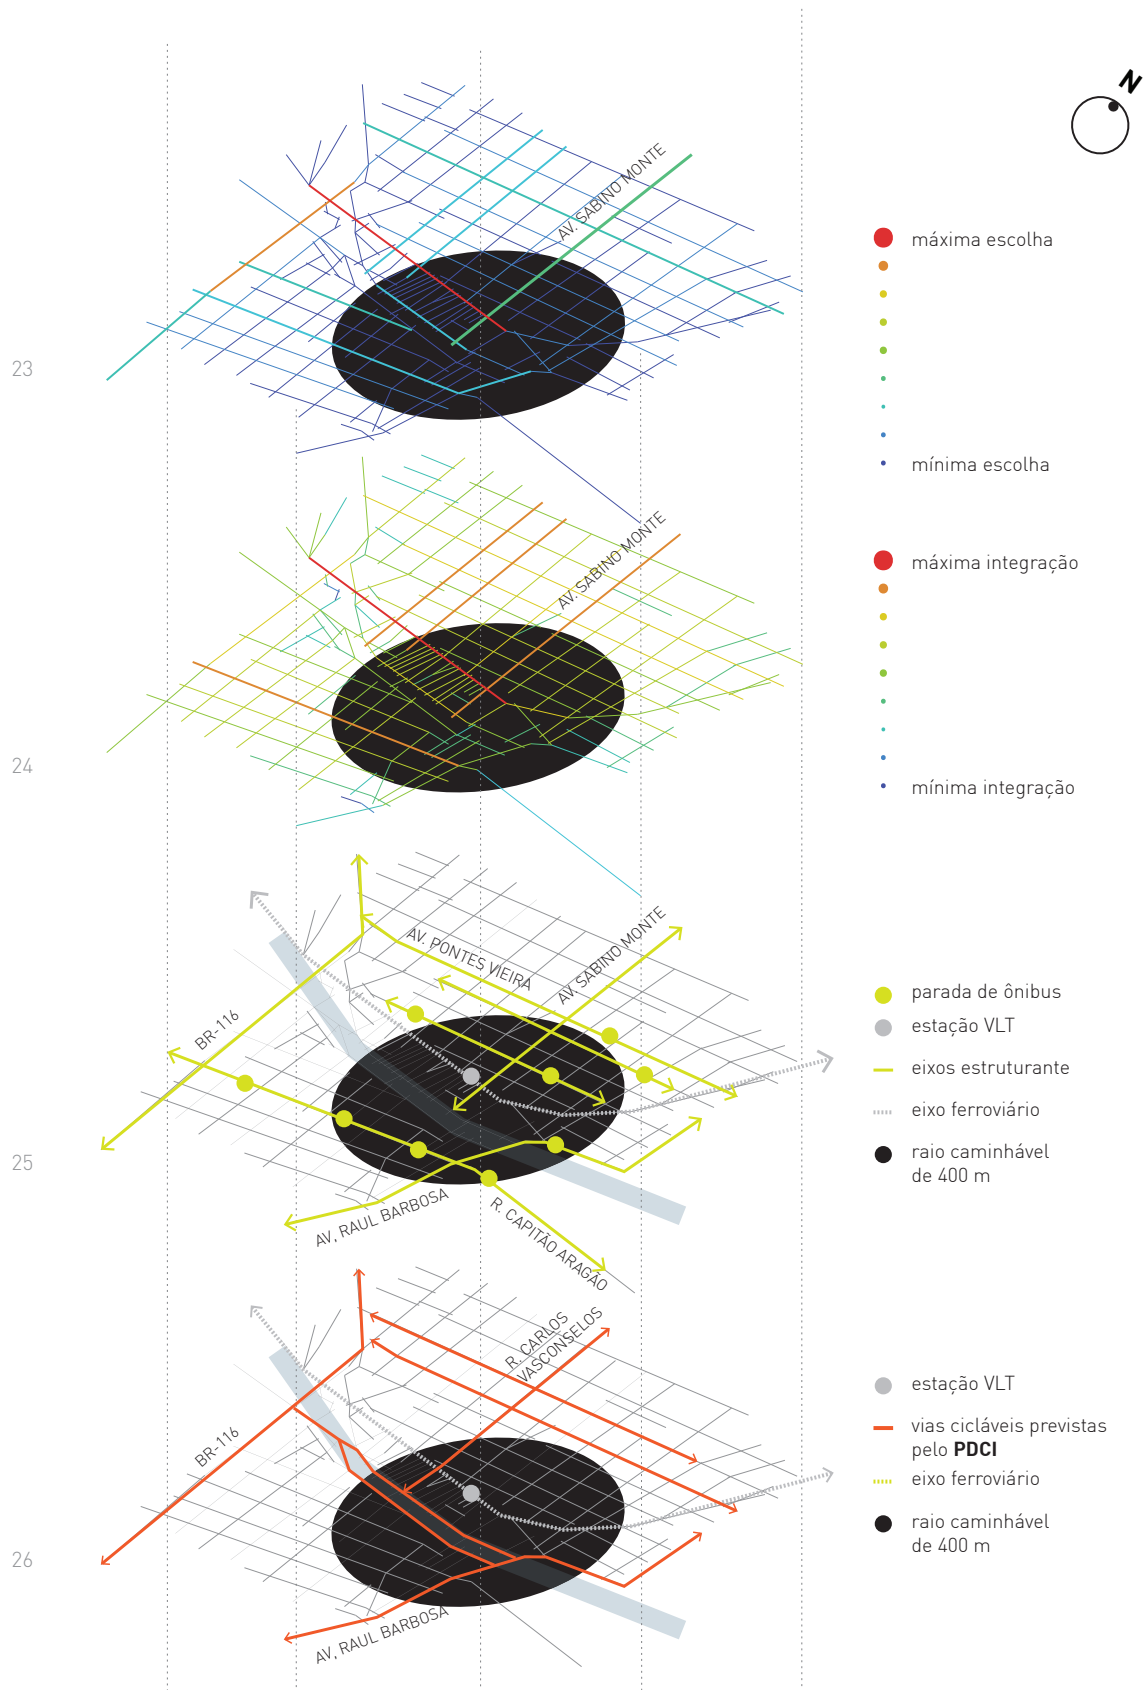 N
AV. SABINO MONTE
máxima escolha
mínima escolha
23
AV. SABINO MONTE
máxima integração
mínima integração
24
AV. PONTES VIEIRA
AV. SABINO MONTE
BR-116
AV, RAUL BARBOSA
R. CAPITÃO ARAGÃO
parada de ônibus
estação VLT
eixos estruturante
eixo ferroviário
raio caminhável
de 400 m
25
R. CARLOS
VASCONSELOS
BR-116
AV, RAUL BARBOSA
estação VLT
vias cicláveis previstas
pelo PDCI
eixo ferroviário
raio caminhável
de 400 m
26